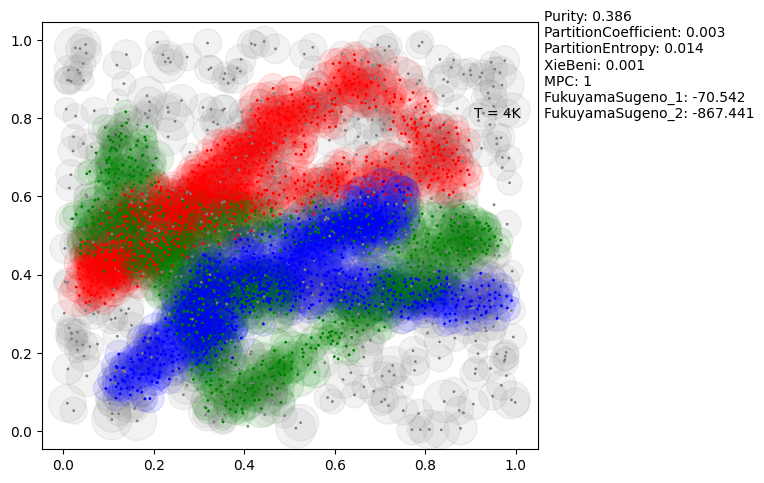 Purity: 0.386
PartitionCoefficient: 0.003
PartitionEntropy: 0.014
XieBeni: 0.001
MPC: 1
FukuyamaSugeno_1: -70.542
FukuyamaSugeno_2: -867.441
T = 4K
1.0
0.8
0.6
0.4
0.2
0.0
0.0 0.2 0.4 0.6 0.8 1.0